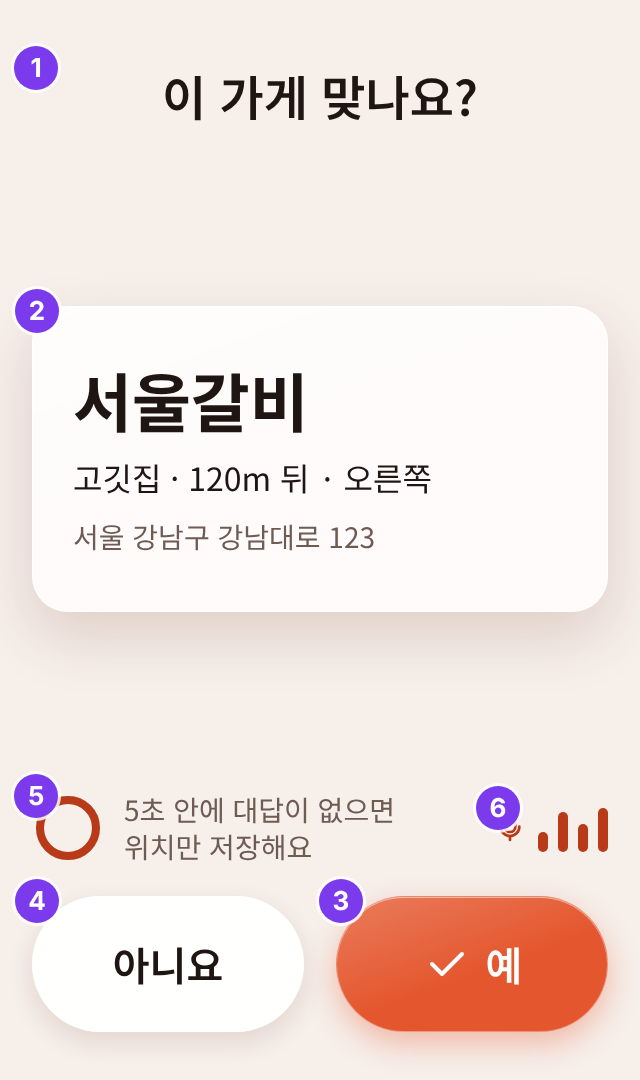 1
이 가게 맞나요?
2
서울갈비
고깃집 · 120m 뒤 · 오른쪽
서울 강남구 강남대로 123
5
5초 안에 대답이 없으면
위치만 저장해요
6
4
아니요
3
예